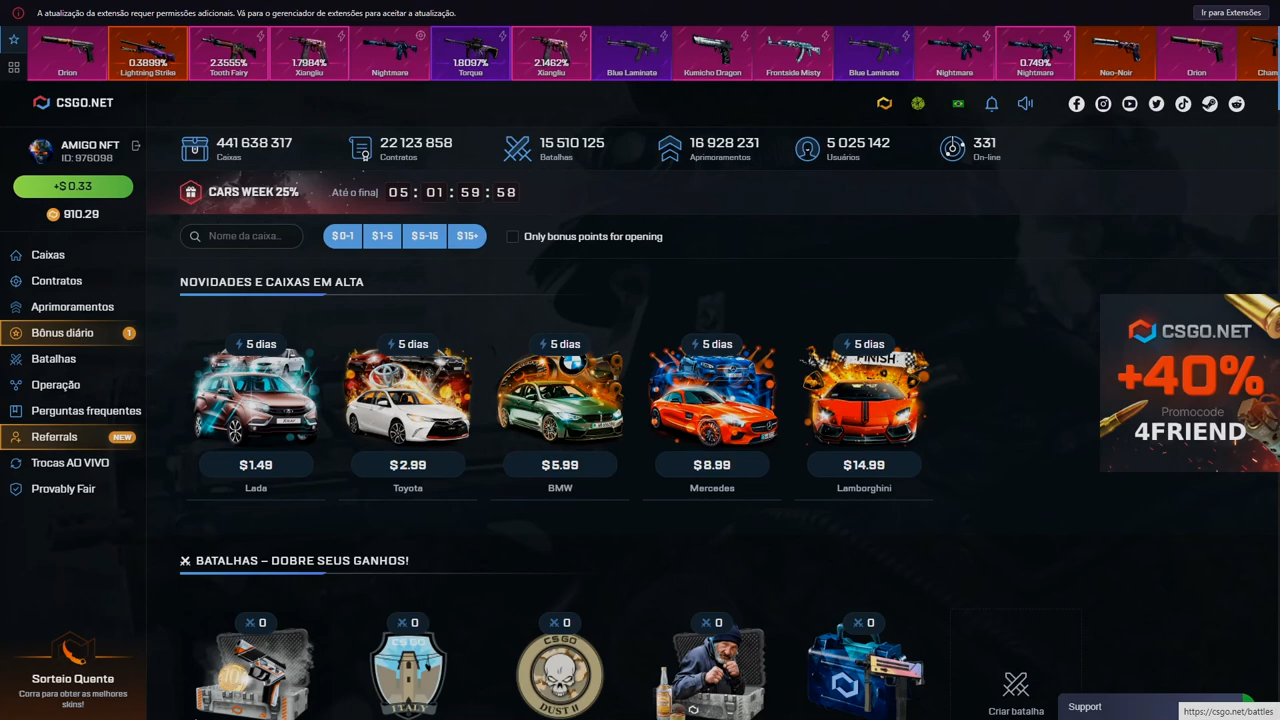 A atualização da extensão requer permissões adicionais. Vá para o gerenciador de extensões para aceitar a atualização.
Ir para Extensões
Orion
0.3899%
Lightning Strike
2.3555%
Tooth Fairy
1.7984%
Xiangliu
Nightmare
1.8097%
Torque
2.1462%
Xiangliu
Blue Laminate
Kumicho Dragon
Frontside Misty
Blue Laminate
Nightmare
0.749%
Nightmare
Neo-Noir
Orion
Cham
CSGO.NET
AMIGO NFT
ID: 976098
+$ 0.33
910.29
Caixas
Contratos
Aprimoramentos
Bônus diário
1
Batalhas
Operação
Perguntas frequentes
Referrals
NEW
Trocas AO VIVO
Provably Fair
Sorteio Quente
Corra para obter as melhores
skins!
441 638 317
Caixas
22 123 858
Contratos
15 510 125
Batalhas
16 928 231
Aprimoramentos
5 025 142
Usuários
331
On-line
CARS WEEK 25%
Até o final
05 : 01 : 59 : 58
Nome da caixa...
$ 0-1
$ 1-5
$ 5-15
$ 15+
Only bonus points for opening
NOVIDADES E CAIXAS EM ALTA
5 dias
5 dias
5 dias
5 dias
5 dias
FINISH
$ 1.49
$ 2.99
$ 5.99
$ 8.99
$ 14.99
Lada
Toyota
BMW
Mercedes
Lamborghini
CSGO.NET
+40%
Promocode
4FRIEND
BATALHAS – DOBRE SEUS GANHOS!
0
0
0
0
0
CS GO
ITALY
CS GO
DUST II
Criar batalha
Support
https://csgo.net/battles